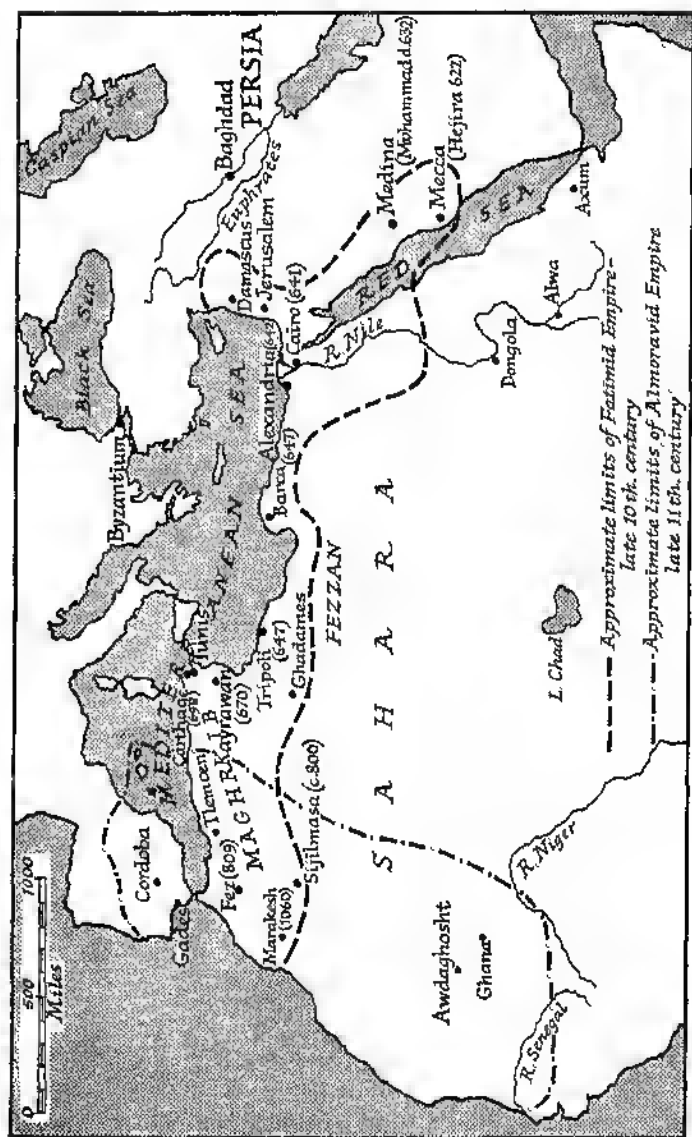 0 500 1000
Miles
Caspian Sea
Black Sea
Byzantium
PERSIA
Baghdad
Euphrates
Damascus
Jerusalem
MEDITERRANEAN SEA
Cordoba
Gades
Carthage
(698)
Tunis
Tlemcen
Kayrawan
(670)
MAGHRIB
Fez (809)
Marakesh
(1060)
Sijilmasa (c.800)
Tripoli
(647)
Ghadames
Barca
(647)
Alexandria (642)
Cairo (641)
R. Nile
RED SEA
Medina
(Mohammad d.632)
Mecca
(Hejira 622)
FEZZAN
SAHARA
Dongola
Alwa
Axum
Awdaghosht
Ghana
R. Senegal
R. Niger
L. Chad
Approximate limits of Fatimid Empire–
late 10th. century
Approximate limits of Almoravid Empire
late 11th. century